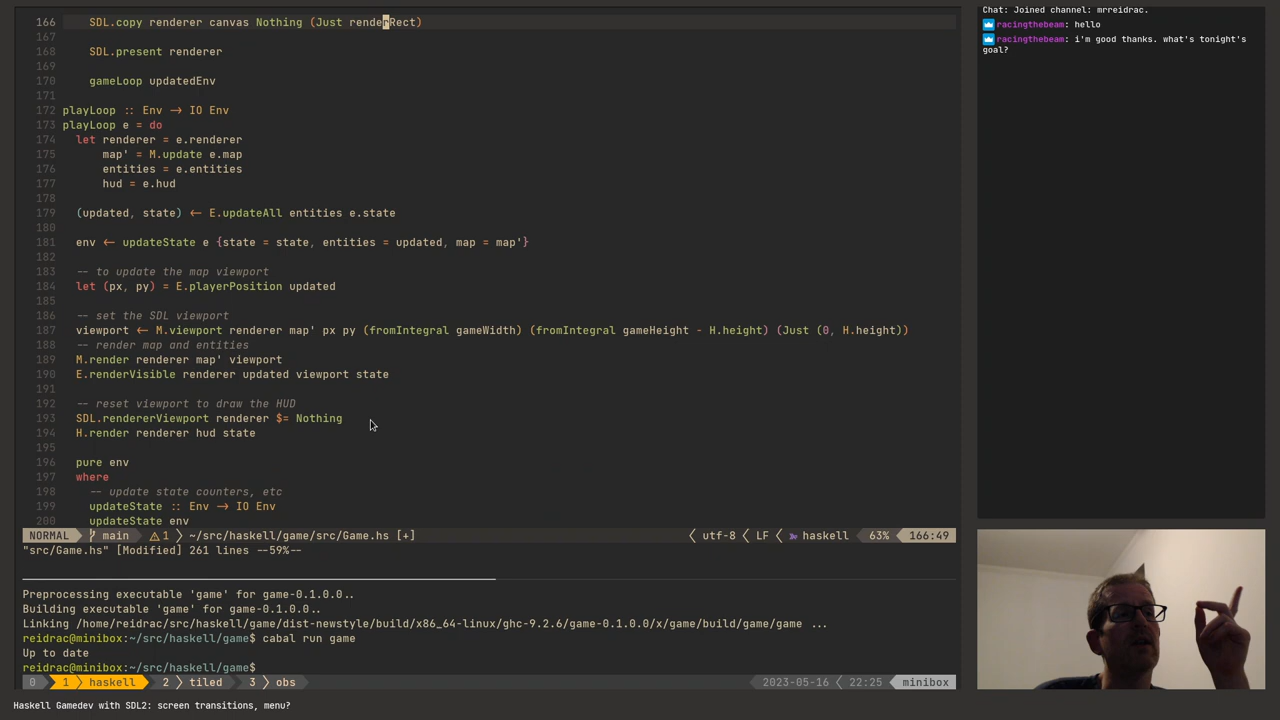 166 SDL.copy renderer canvas Nothing (Just renderRect)
167
168 SDL.present renderer
169
170 gameLoop updatedEnv
171
172 playLoop :: Env → IO Env
173 playLoop e = do
174 let renderer = e.renderer
175 map' = M.update e.map
176 entities = e.entities
177 hud = e.hud
178
179 (updated, state) ← E.updateAll entities e.state
180
181 env ← updateState e {state = state, entities = updated, map = map'}
182
183 -- to update the map viewport
184 let (px, py) = E.playerPosition updated
185
186 -- set the SDL viewport
187 viewport ← M.viewport renderer map' px py (fromIntegral gameWidth) (fromIntegral gameHeight - H.height) (Just (0, H.height))
188 -- render map and entities
189 M.render renderer map' viewport
190 E.renderVisible renderer updated viewport state
191
192 -- reset viewport to draw the HUD
193 SDL.rendererViewport renderer $= Nothing
194 H.render renderer hud state
195
196 pure env
197 where
198 -- update state counters, etc
199 updateState :: Env → IO Env
200 updateState env
NORMAL main 1 ~/src/haskell/game/src/Game.hs [+] utf-8 LF haskell 63% 166:49
"src/Game.hs" [Modified] 261 lines --59%--
Preprocessing executable 'game' for game-0.1.0.0..
Building executable 'game' for game-0.1.0.0..
Linking /home/reidrac/src/haskell/game/dist-newstyle/build/x86_64-linux/ghc-9.2.6/game-0.1.0.0/x/game/build/game/game ...
reidrac@minibox:~/src/haskell/game$ cabal run game
Up to date
reidrac@minibox:~/src/haskell/game$
0 1 haskell 2 tiled 3 obs 2023-05-16 22:25 minibox
Haskell Gamedev with SDL2: screen transitions, menu?
Chat: Joined channel: mrreidrac.
racingthebeam: hello
racingthebeam: i'm good thanks. what's tonight's
goal?